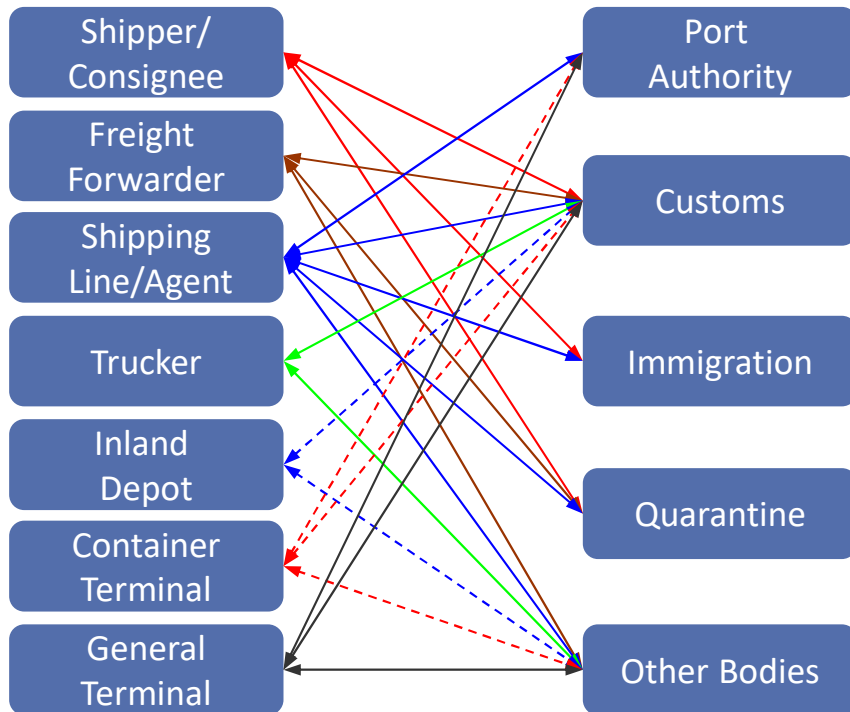 Shipper/
Consignee
Freight
Forwarder
Shipping
Line/Agent
Trucker
Inland
Depot
Container
Terminal
General
Terminal
Port
Authority
Customs
Immigration
Quarantine
Other Bodies